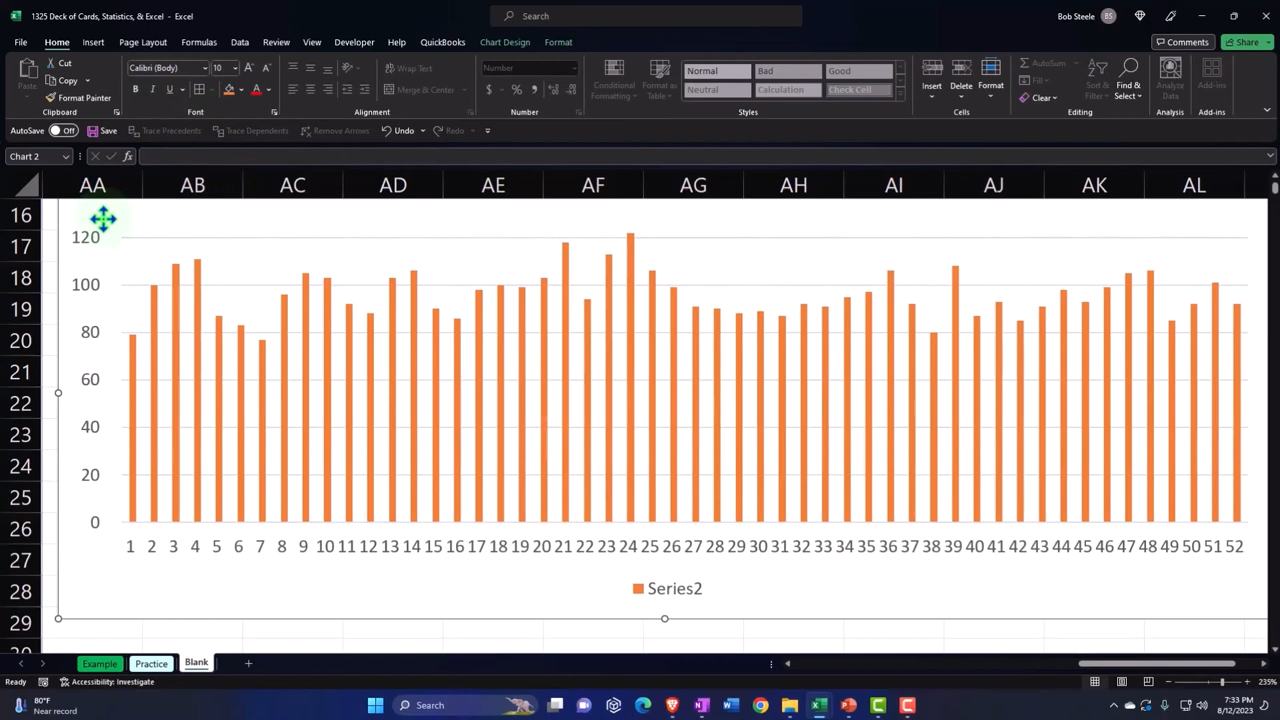 1325 Deck of Cards, Statistics, & Excel - Excel
Search
Bob Steele BS
File Home Insert Page Layout Formulas Data Review View Developer Help QuickBooks Chart Design Format
Comments Share
Paste
Cut
Copy
Format Painter
Clipboard
Calibri (Body) 10
B I U
Font
Wrap Text
Merge & Center
Alignment
Number
$ % 9
Number
Conditional Formatting
Format as Table
Normal Bad Good
Neutral Calculation Check Cell
Styles
Insert Delete Format
Cells
AutoSum
Fill
Clear
Sort & Filter
Find & Select
Editing
Analyze Data
Analysis
Add-ins
Add-ins
AutoSave Off Save Trace Precedents Trace Dependents Remove Arrows Undo Redo
Chart 2 fx
AA AB AC AD AE AF AG AH AI AJ AK AL
16
17
18
19
20
21
22
23
24
25
26
27
28
29
120
100
80
60
40
20
0
1 2 3 4 5 6 7 8 9 10 11 12 13 14 15 16 17 18 19 20 21 22 23 24 25 26 27 28 29 30 31 32 33 34 35 36 37 38 39 40 41 42 43 44 45 46 47 48 49 50 51 52
Series2
Example Practice Blank
Ready Accessibility: Investigate
235%
80°F
Near record
Search
7:33 PM
8/12/2023